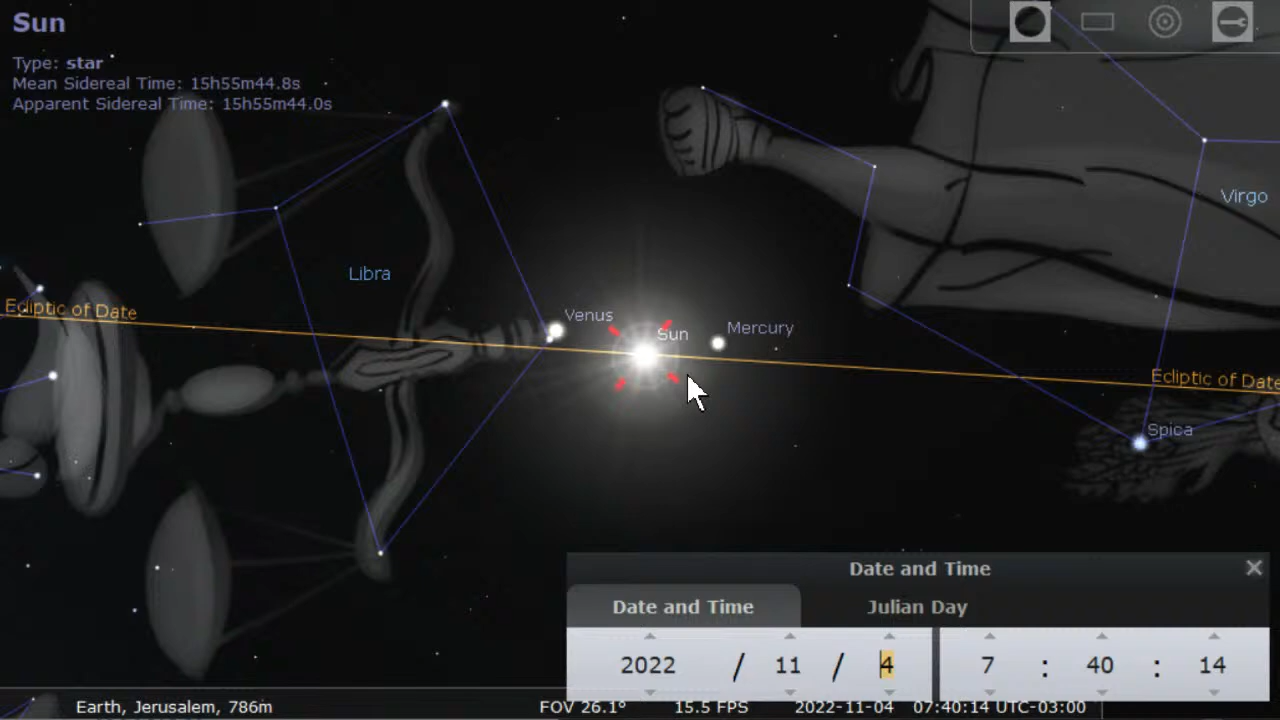 Sun
Type: star
Mean Sidereal Time: 15h55m44.8s
Apparent Sidereal Time: 15h55m44.0s
Virgo
Libra
Ecliptic of Date
Venus
Sun
Mercury
Ecliptic of Date
Spica
Date and Time
Date and Time Julian Day
2022 / 11 / 4 7 : 40 : 14
Earth, Jerusalem, 786m FOV 26.1° 15.5 FPS 2022-11-04 07:40:14 UTC-03:00